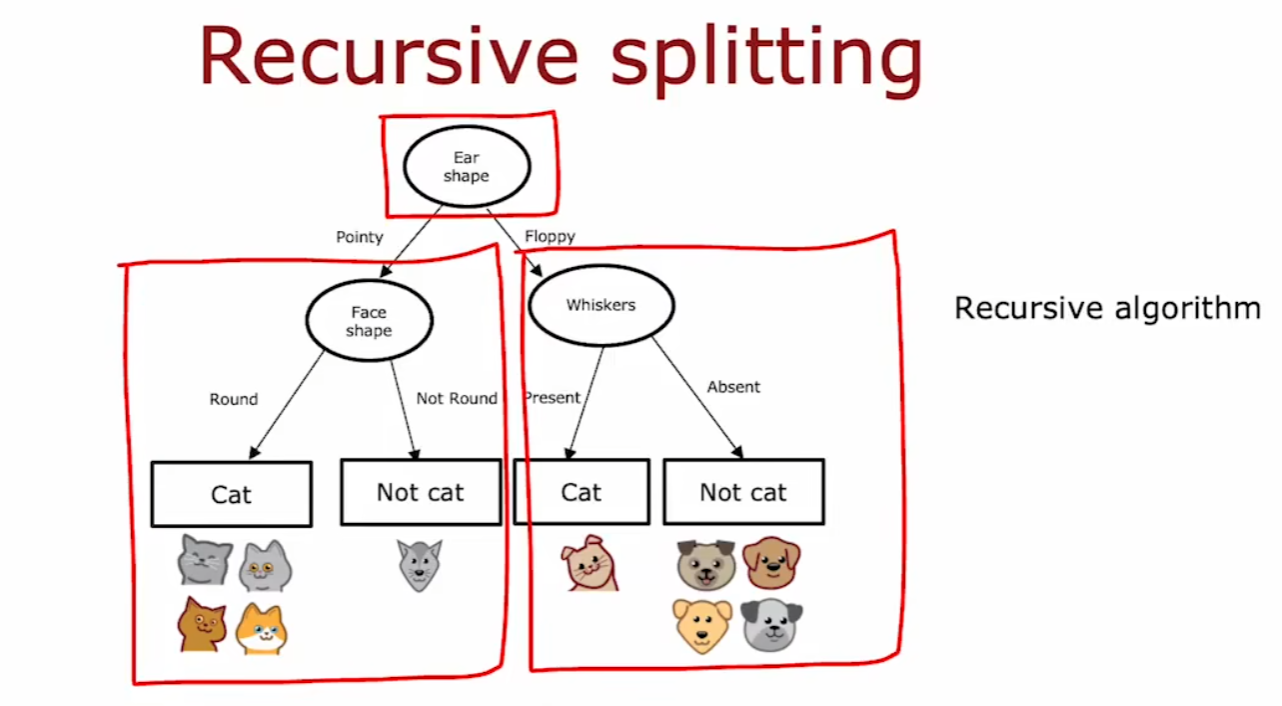 Recursive splitting
Ear
shape
Pointy
Floppy
Face
shape
Whiskers
Recursive algorithm
Round
Not Round
Present
Absent
Cat
Not cat
Cat
Not cat